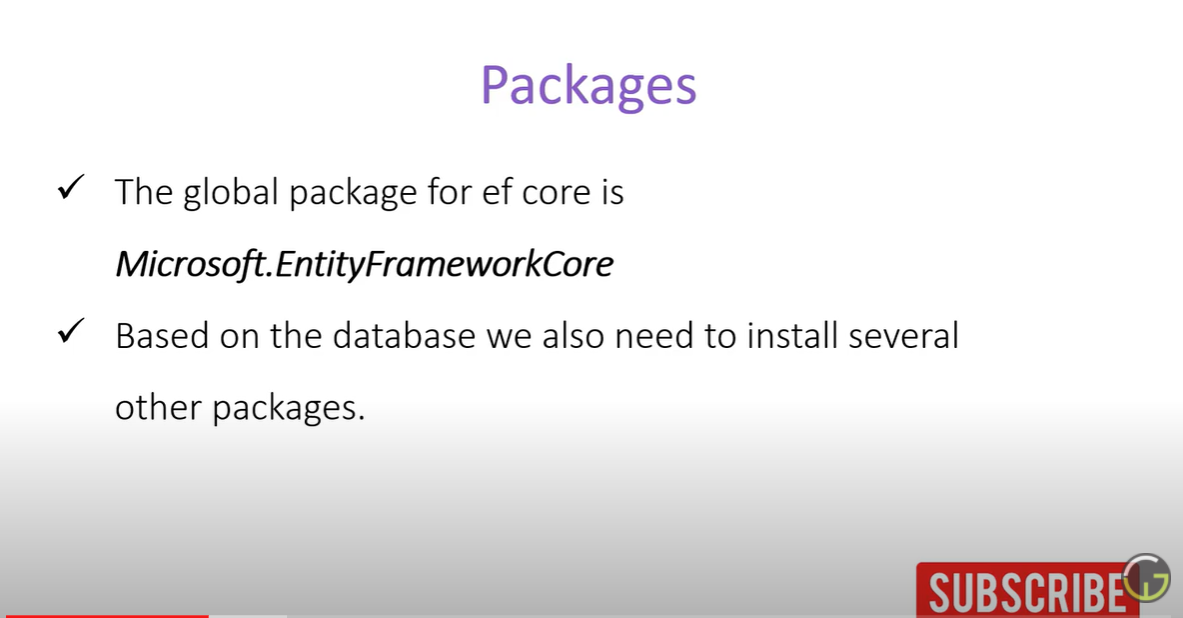 Packages
✓ The global package for ef core is
Microsoft.EntityFrameworkCore
✓ Based on the database we also need to install several
other packages.
SUBSCRIBE